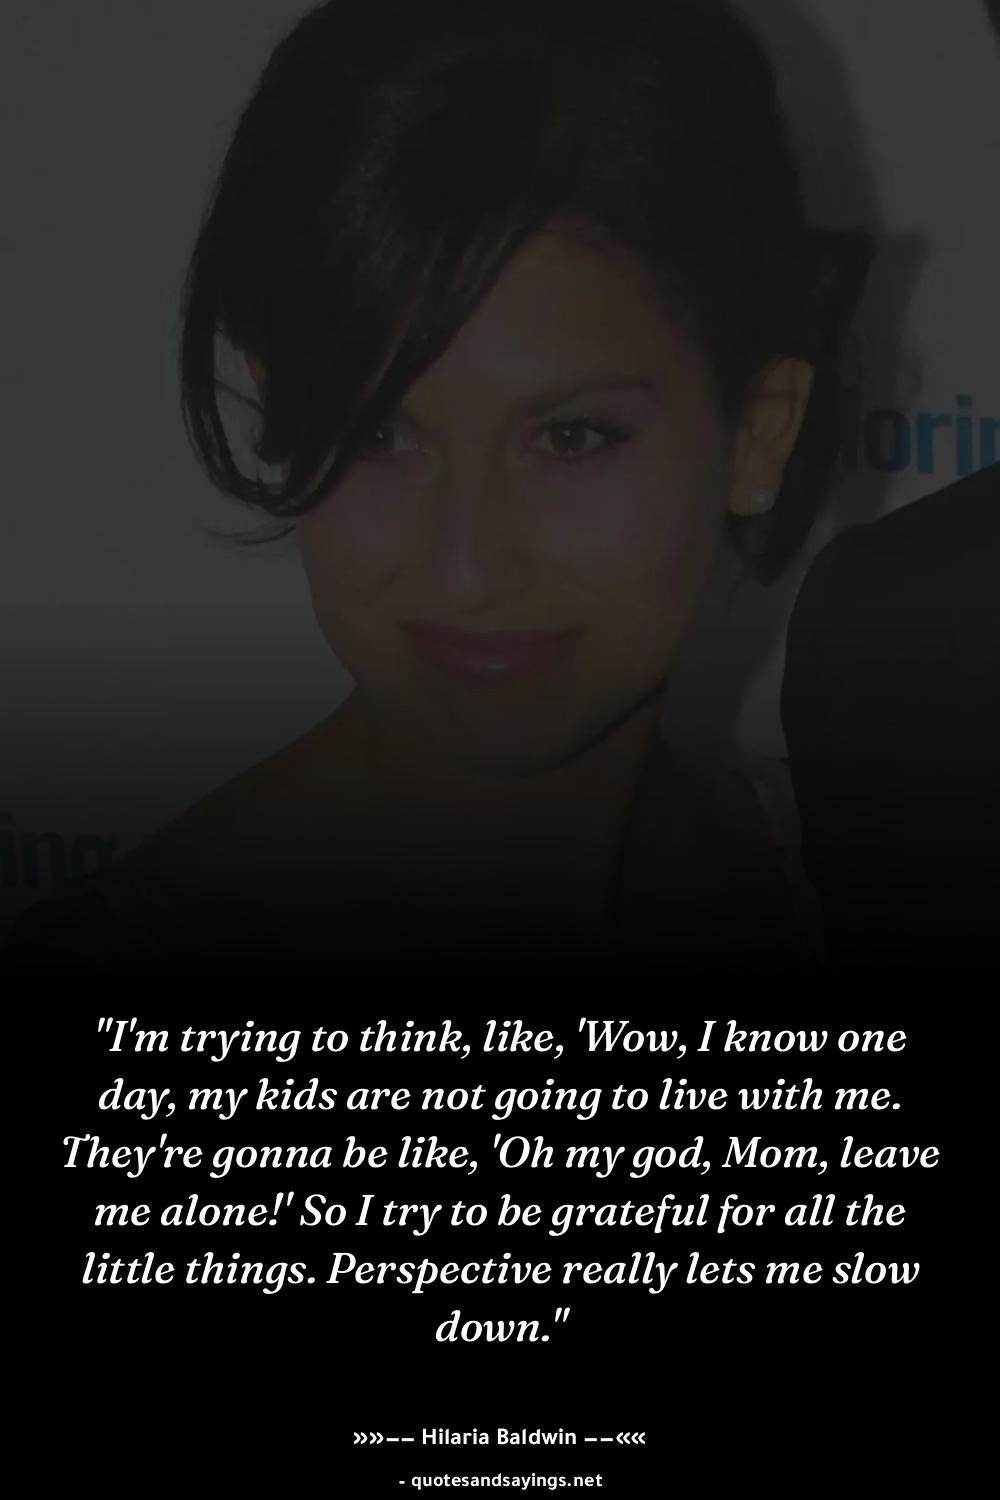 lorin
ing
"I'm trying to think, like, 'Wow, I know one
day, my kids are not going to live with me.
They're gonna be like, 'Oh my god, Mom, leave
me alone!' So I try to be grateful for all the
little things. Perspective really lets me slow
down."
»»—— Hilaria Baldwin ——««
- quotesandsayings.net